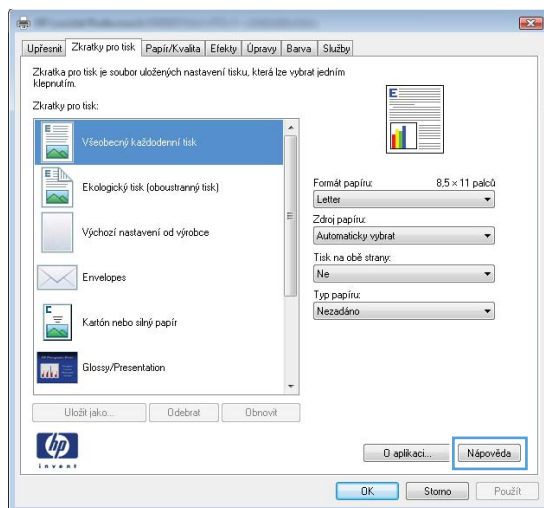 Upřesnit Zkratky pro tisk Papír/Kvalita Efekty Úpravy Barva Služby
Zkratka pro tisk je soubor uložených nastavení tisku, která lze vybrat jedním
klepnutím.
Zkratky pro tisk:
Všeobecný každodenní tisk
Ekologický tisk (oboustranný tisk)
Výchozí nastavení od výrobce
Envelopes
Kartón nebo silný papír
Glossy/Presentation
E
Formát papíru: 8,5 × 11 palců
Letter
Zdroj papíru:
Automaticky vybrat
Tisk na obě strany:
Ne
Typ papíru:
Nezadáno
Uložit jako... Odebrat Obnovit
hp
invent
O aplikaci... Nápověda
OK Storno Použít